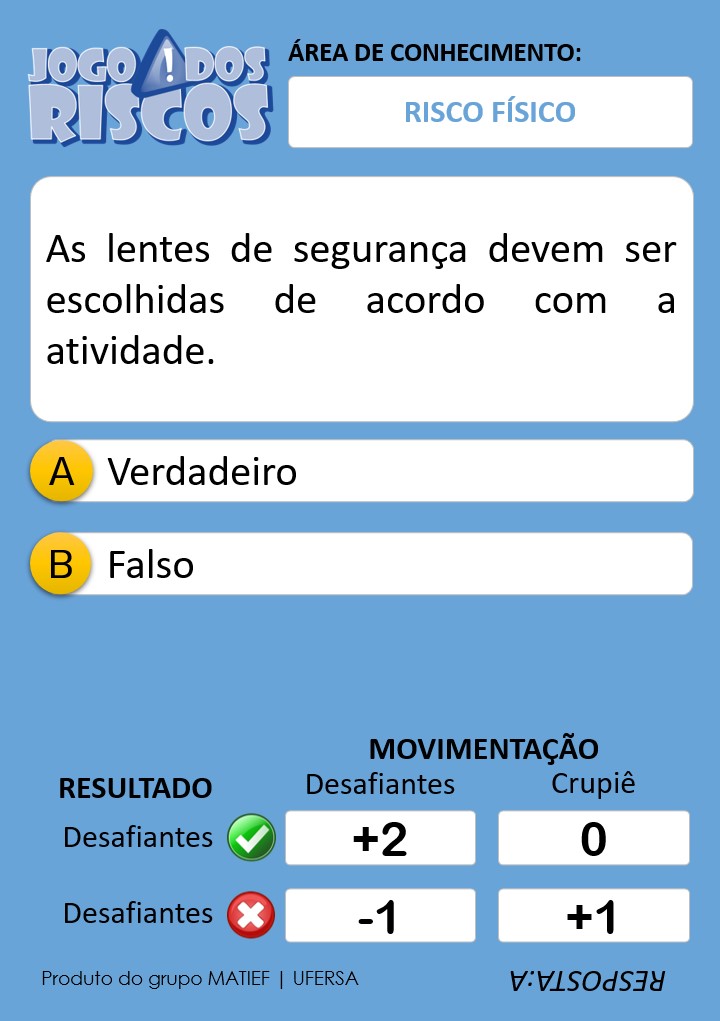 JOGO DOS
RISCOS
ÁREA DE CONHECIMENTO:
RISCO FÍSICO
As lentes de segurança devem ser
escolhidas de acordo com a
atividade.
A Verdadeiro
B Falso
MOVIMENTAÇÃO
RESULTADO Desafiantes Crupiê
Desafiantes +2 0
Desafiantes -1 +1
Produto do grupo MATIEF | UFERSA
RESPOSTA:A